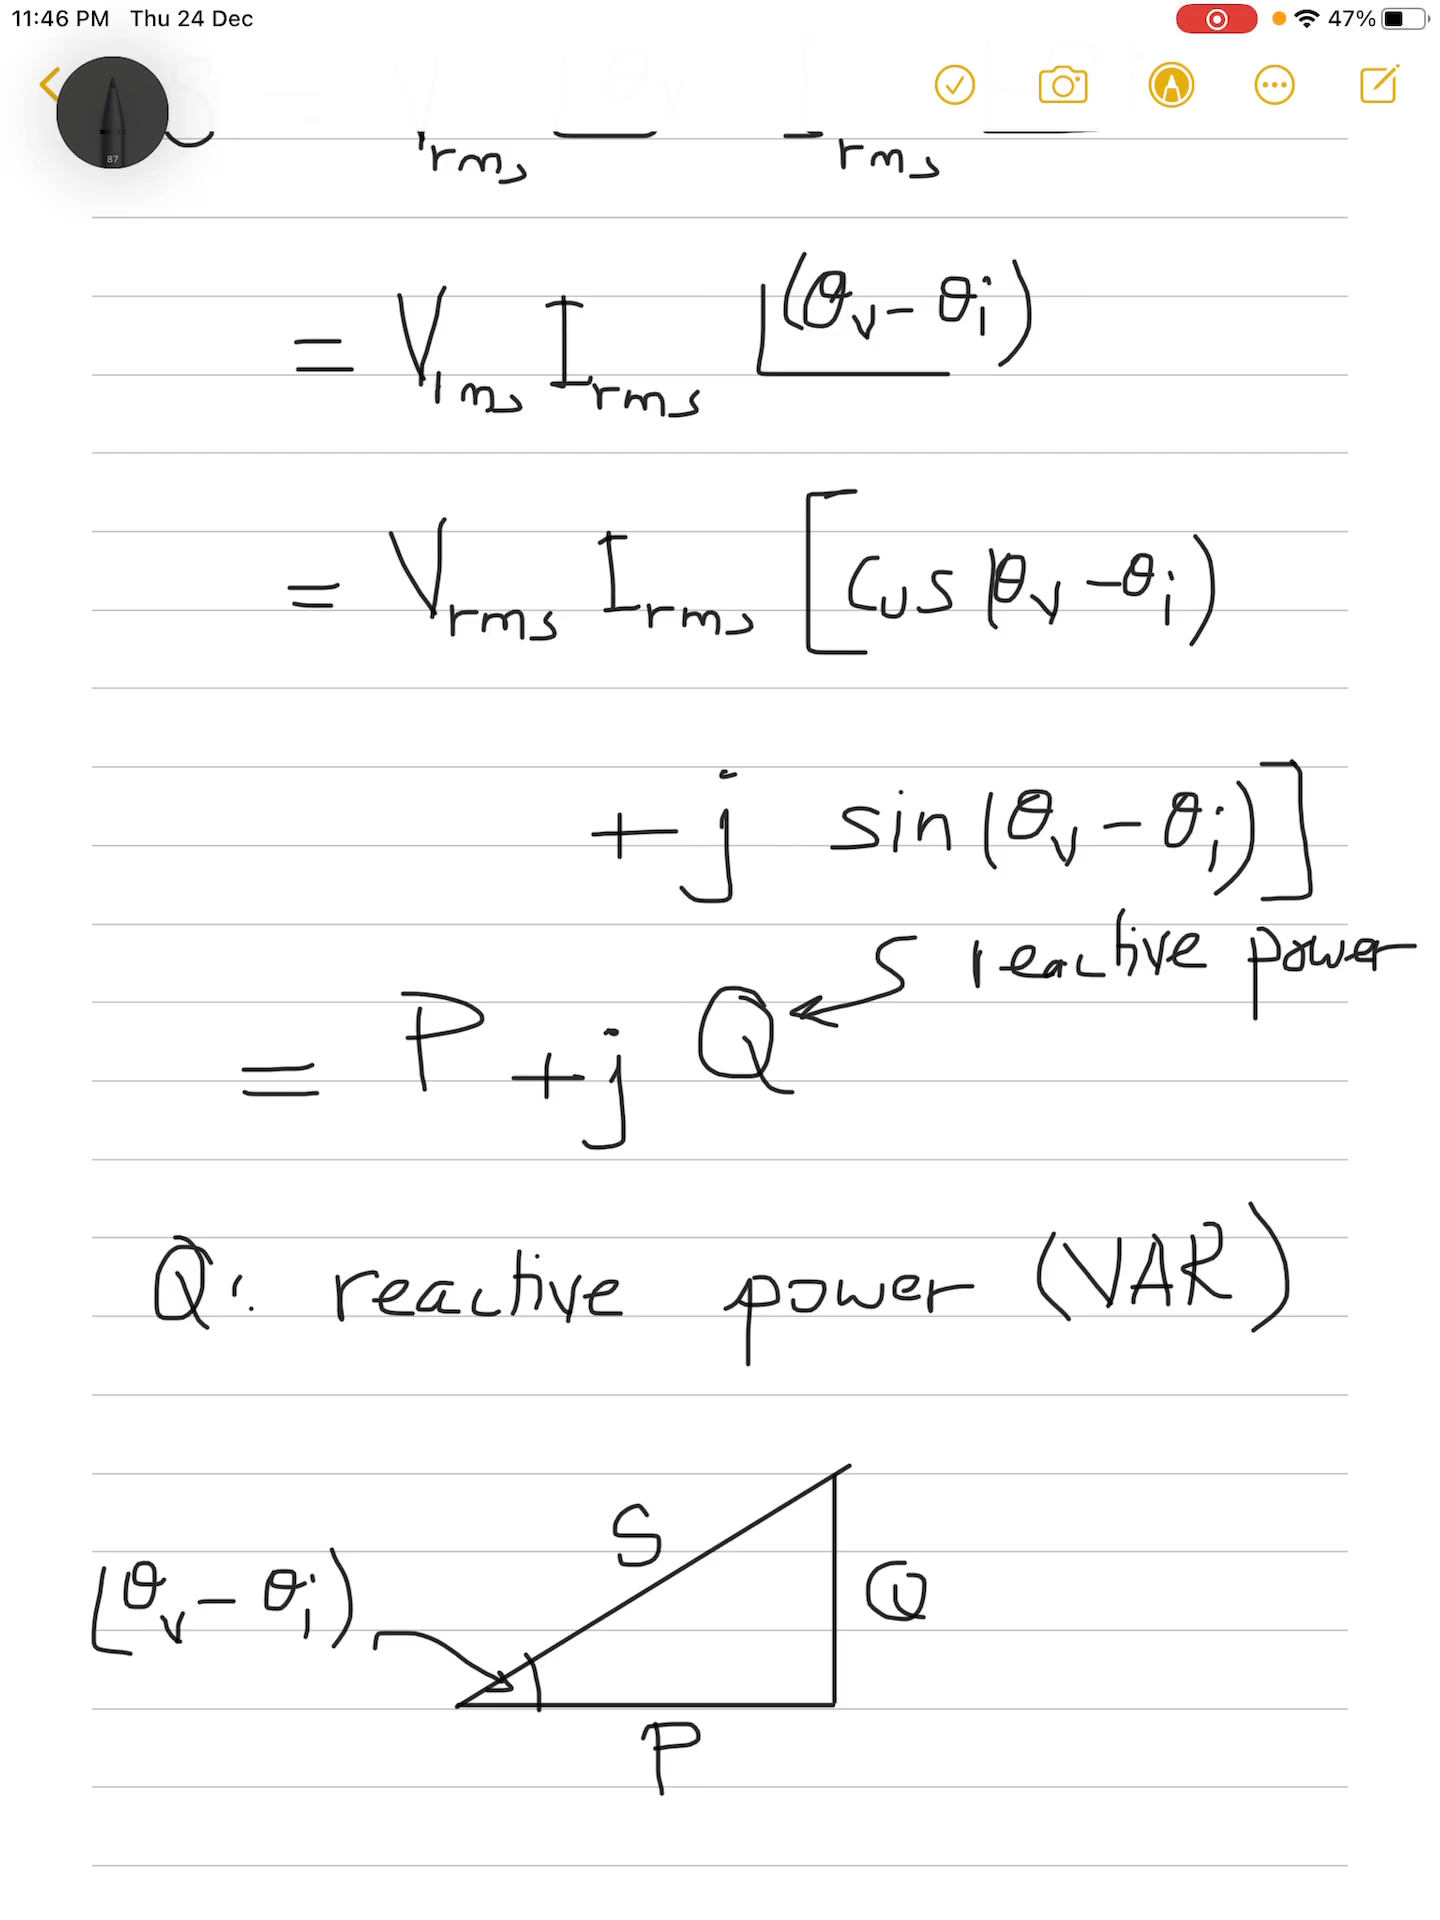 11:46 PM Thu 24 Dec 47%
87
rms rms
= Vrms Irms ∠(θv - θi)
= Vrms Irms [cos(θv - θi)
+ j sin(θv - θi)]
reactive power
= P + j Q
Q: reactive power (VAR)
S
(θv - θi)
Q
P